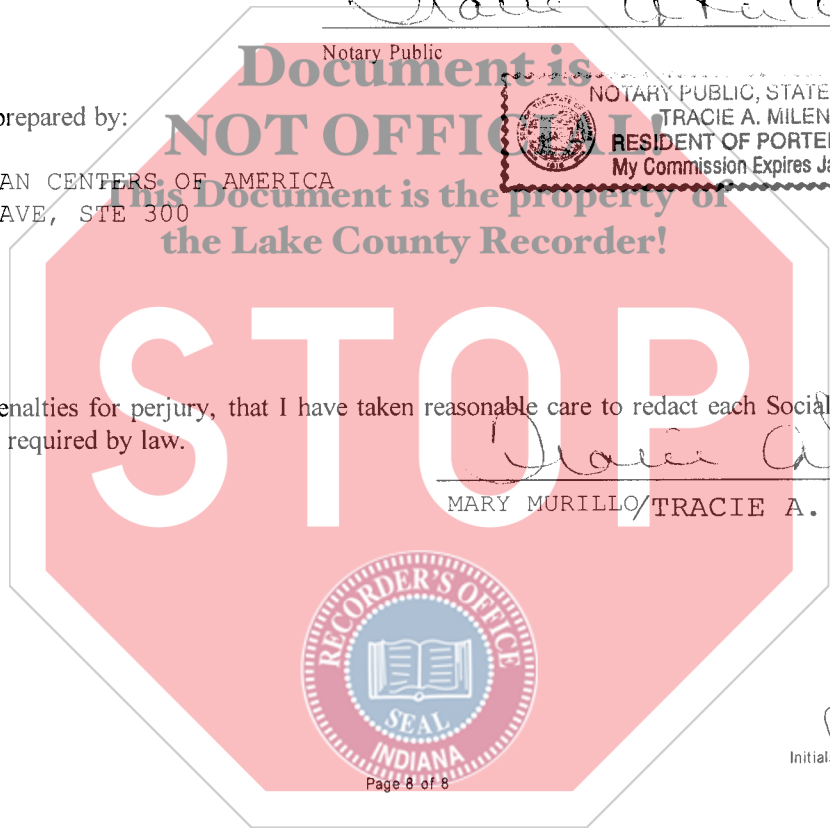 Notary Public
Document is
NOTARY PUBLIC, STATE
prepared by:
TRACIE A. MILEN
NOT OFFICIAL!
RESIDENT OF PORTER
My Commission Expires Ja
AN CENTERS OF AMERICA
This Document is the property of
AVE, STE 300
the Lake County Recorder!
STOP
enalties for perjury, that I have taken reasonable care to redact each Social
required by law.
MARY MURILLO/TRACIE A.
RECORDER'S OFFICE
SEAL
INDIANA
Initial
Page 8 of 8